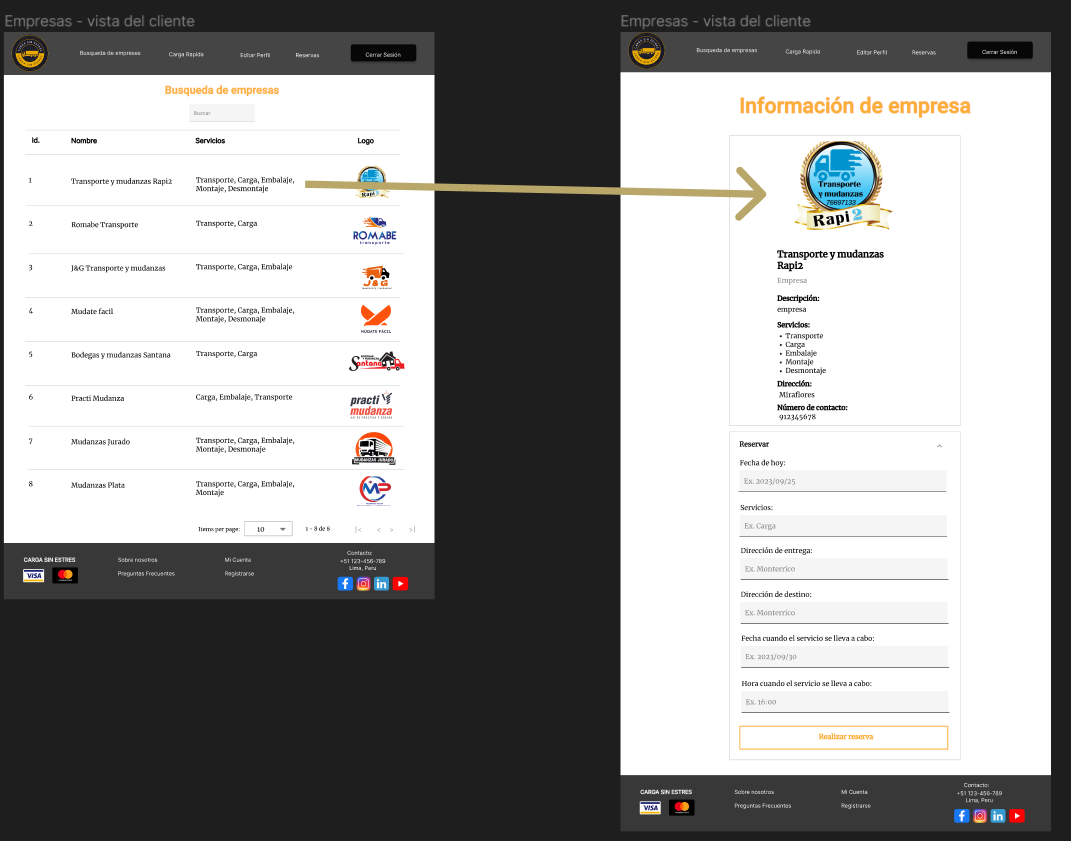 Empresas - vista del cliente
Busqueda de empresas Carga Rapida Editar Perfil Reservas Cerrar Sesión
Busqueda de empresas
Buscar
Id. Nombre Servicios Logo
1 Transporte y mudanzas Rapi2 Transporte, Carga, Embalaje,
Montaje, Desmontaje
Rapi2
2 Romabe Transporte Transporte, Carga
ROMABE
transporte
3 J&G Transporte y mudanzas Transporte, Carga, Embalaje
J&G
4 Mudate facil Transporte, Carga, Embalaje,
Montaje, Desmonaje
MÚDATE FÁCIL
5 Bodegas y mudanzas Santana Transporte, Carga
Santana
6 Practi Mudanza Carga, Embalaje, Transporte
practi
mudanza
7 Mudanzas Jurado Transporte, Carga, Embalaje,
Montaje, Desmonaje
MUDANZAS JURADO
8 Mudanzas Plata Transporte, Carga, Embalaje,
Montaje
MP
Items per page: 10 1 - 8 de 8 |< < > >|
CARGA SIN ESTRES Sobre nosotros Mi Cuenta Contacto:
+51 123-456-789
Lima, Peru
VISA Preguntas Frecuentes Registrarse
Empresas - vista del cliente
Busqueda de empresas Carga Rapida Editar Perfil Reservas Cerrar Sesión
Información de empresa
Transporte
y mudanzas
76697133
Rapi 2
Transporte y mudanzas
Rapi2
Empresa
Descripción:
empresa
Servicios:
• Transporte
• Carga
• Embalaje
• Montaje
• Desmontaje
Dirección:
Miraflores
Número de contacto:
912345678
Reservar
Fecha de hoy:
Ex. 2023/09/25
Servicios:
Ex. Carga
Dirección de entrega:
Ex. Monterrico
Dirección de destino:
Ex. Monterrico
Fecha cuando el servicio se lleva a cabo:
Ex. 2023/09/30
Hora cuando el servicio se lleva a cabo:
Ex. 16:00
Realizar reserva
CARGA SIN ESTRES Sobre nosotros Mi Cuenta Contacto:
+51 123-456-789
Lima, Peru
VISA Preguntas Frecuentes Registrarse